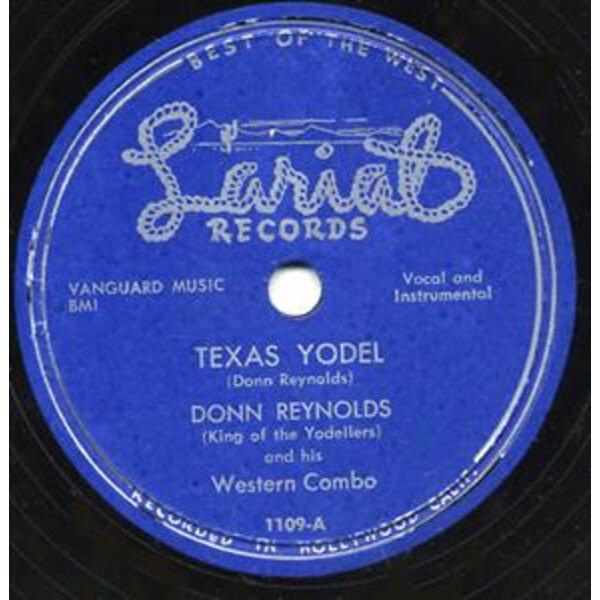 BEST OF THE WEST
Lariat
RECORDS
VANGUARD MUSIC
BMI
Vocal and
Instrumental
TEXAS YODEL
(Donn Reynolds)
DONN REYNOLDS
(King of the Yodellers)
and his
Western Combo
1109-A
RECORDED IN HOLLYWOOD CALIF.